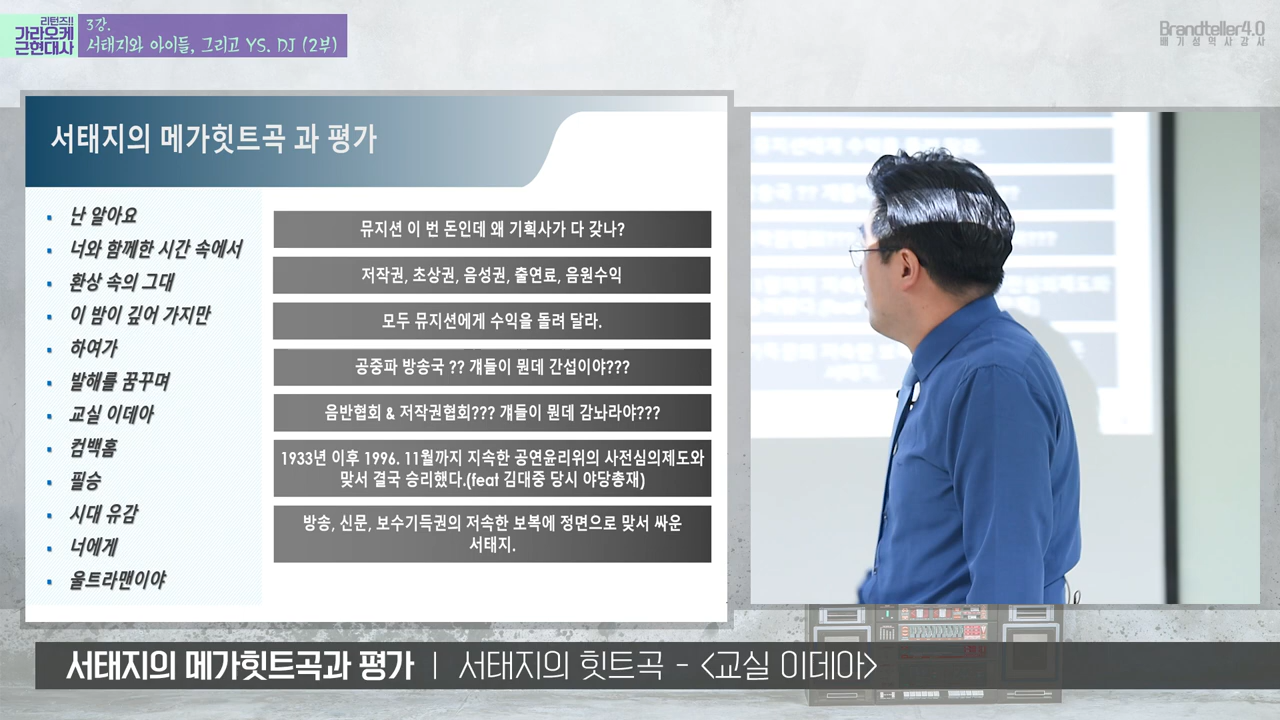 리턴즈!!
가라오케
근현대사
3강.
서태지와 아이들, 그리고 YS. DJ (2부)
Brandteller4.0
배기성역사강사
서태지의 메가힛트곡 과 평가
난 알아요
너와 함께한 시간 속에서
환상 속의 그대
이 밤이 깊어 가지만
하여가
발해를 꿈꾸며
교실 이데아
컴백홈
필승
시대 유감
너에게
울트라맨이야
뮤지션 이 번 돈인데 왜 기획사가 다 갖나?
저작권, 초상권, 음성권, 출연료, 음원수익
모두 뮤지션에게 수익을 돌려 달라.
공중파 방송국 ?? 걔들이 뭔데 간섭이야???
음반협회 & 저작권협회??? 걔들이 뭔데 감놔라야???
1933년 이후 1996. 11월까지 지속한 공연윤리위의 사전심의제도와
맞서 결국 승리했다.(feat 김대중 당시 야당총재)
방송, 신문, 보수기득권의 저속한 보복에 정면으로 맞서 싸운
서태지.
서태지의 메가힛트곡과 평가 | 서태지의 힛트곡 - <교실 이데아>